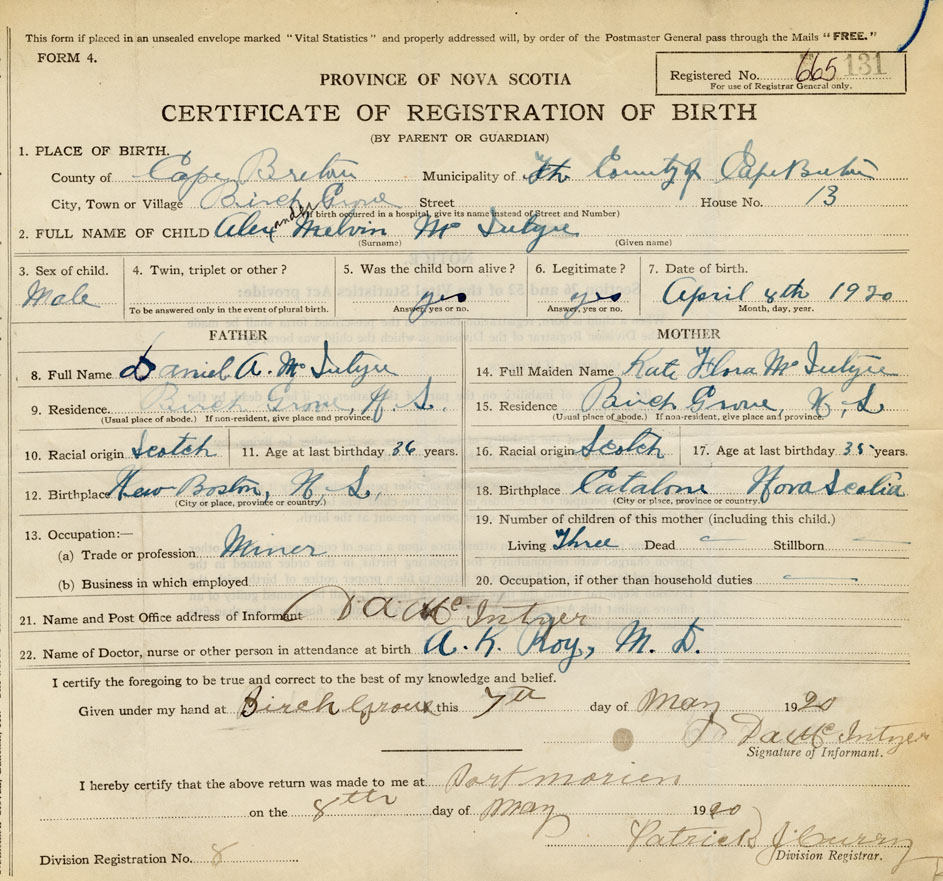 This form if placed in an unsealed envelope marked "Vital Statistics" and properly addressed will, by order of the Postmaster General pass through the Mails "FREE."
FORM 4.
PROVINCE OF NOVA SCOTIA
Registered No. 665 131
For use of Registrar General only.
CERTIFICATE OF REGISTRATION OF BIRTH
(BY PARENT OR GUARDIAN)
1. PLACE OF BIRTH.
County of Cape Breton Municipality of The County of Cape Breton
City, Town or Village Birch Grove Street House No. 13
(If birth occurred in a hospital, give its name instead of Street and Number)
2. FULL NAME OF CHILD Alexander Melvin Mc Intyre
(Surname) (Given name)
3. Sex of child. 4. Twin, triplet or other? 5. Was the child born alive? 6. Legitimate? 7. Date of birth.
Male yes yes April 8th 1920
To be answered only in the event of plural birth. Answer, yes or no. Answer, yes or no. Month, day, year.
FATHER MOTHER
8. Full Name Daniel A. Mc Intyre 14. Full Maiden Name Kate Flora Mc Intyre
9. Residence. Birch Grove, N. S. 15. Residence Birch Grove, N. S.
(Usual place of abode.) If non-resident, give place and province. (Usual place of abode.) If non-resident, give place and province.
10. Racial origin Scotch 11. Age at last birthday 36 years. 16. Racial origin Scotch 17. Age at last birthday 35 years.
12. Birthplace New Boston, N. S. 18. Birthplace Catalone Nova Scotia
(City or place, province or country.) (City or place, province or country.)
13. Occupation:— 19. Number of children of this mother (including this child.)
(a) Trade or profession Miner Living Three Dead — Stillborn —
(b) Business in which employed 20. Occupation, if other than household duties —
21. Name and Post Office address of Informant D A Mc Intyer
22. Name of Doctor, nurse or other person in attendance at birth A. K. Roy, M. D.
I certify the foregoing to be true and correct to the best of my knowledge and belief.
Given under my hand at Birch Grove this 7th day of May 1920
D A Mc Intyer
Signature of Informant.
I hereby certify that the above return was made to me at Port Morien
on the 8th day of May 1920
Patrick J Curry
Division Registrar.
Division Registration No. 8